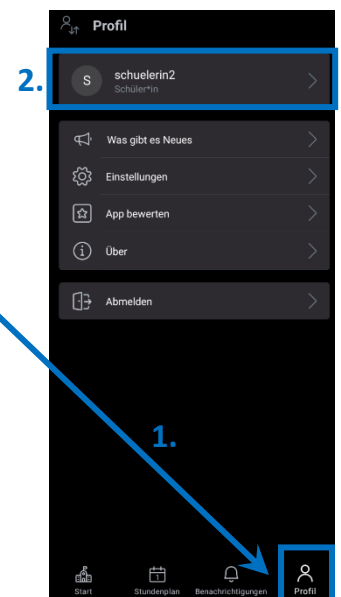 Profil
2.
S
schuelerin2
Schüler*in
Was gibt es Neues
Einstellungen
App bewerten
Über
Abmelden
1.
1
Start
Stundenplan
Benachrichtigungen
Profil